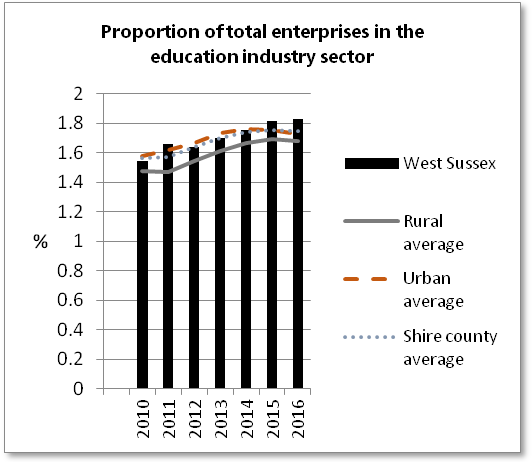 Proportion of total enterprises in the
education industry sector
2
1.8
1.6
1.4
1.2
1
0.8
0.6
0.4
0.2
0
%
2010
2011
2012
2013
2014
2015
2016
West Sussex
Rural
average
Urban
average
Shire county
average